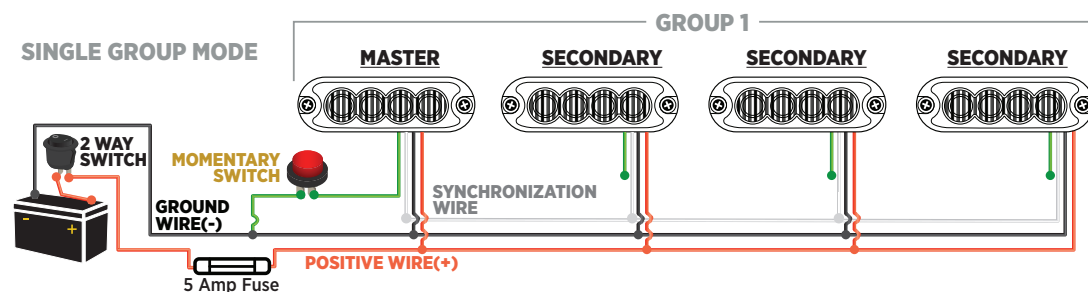 GROUP 1
SINGLE GROUP MODE
MASTER
SECONDARY
SECONDARY
SECONDARY
2 WAY
SWITCH
MOMENTARY
SWITCH
SYNCHRONIZATION
WIRE
GROUND
WIRE(-)
- +
POSITIVE WIRE(+)
5 Amp Fuse